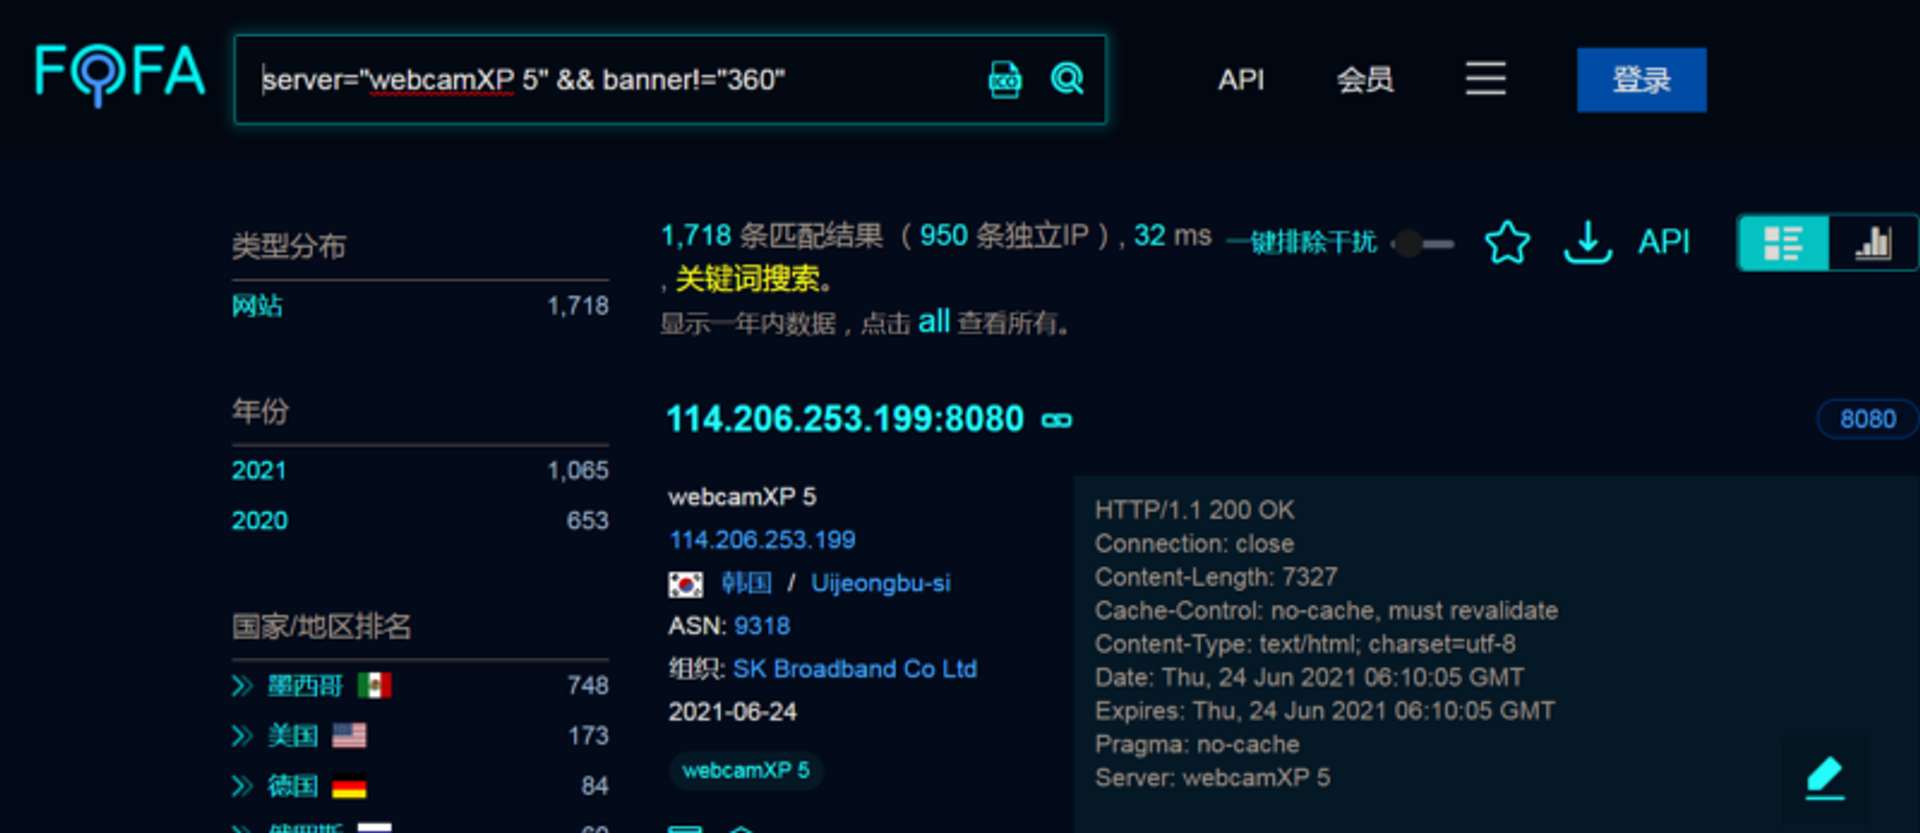 FOFA
server="webcamXP 5" && banner!="360"
ICO
API
会员
登录
类型分布
网站 1,718
年份
2021 1,065
2020 653
国家/地区排名
墨西哥 748
美国 173
德国 84
1,718 条匹配结果 （ 950 条独立IP ）, 32 ms
一键排除干扰
API
, 关键词搜索。
显示一年内数据，点击 all 查看所有。
114.206.253.199:8080
8080
webcamXP 5
114.206.253.199
韩国 / Uijeongbu-si
ASN: 9318
组织: SK Broadband Co Ltd
2021-06-24
webcamXP 5
HTTP/1.1 200 OK
Connection: close
Content-Length: 7327
Cache-Control: no-cache, must revalidate
Content-Type: text/html; charset=utf-8
Date: Thu, 24 Jun 2021 06:10:05 GMT
Expires: Thu, 24 Jun 2021 06:10:05 GMT
Pragma: no-cache
Server: webcamXP 5